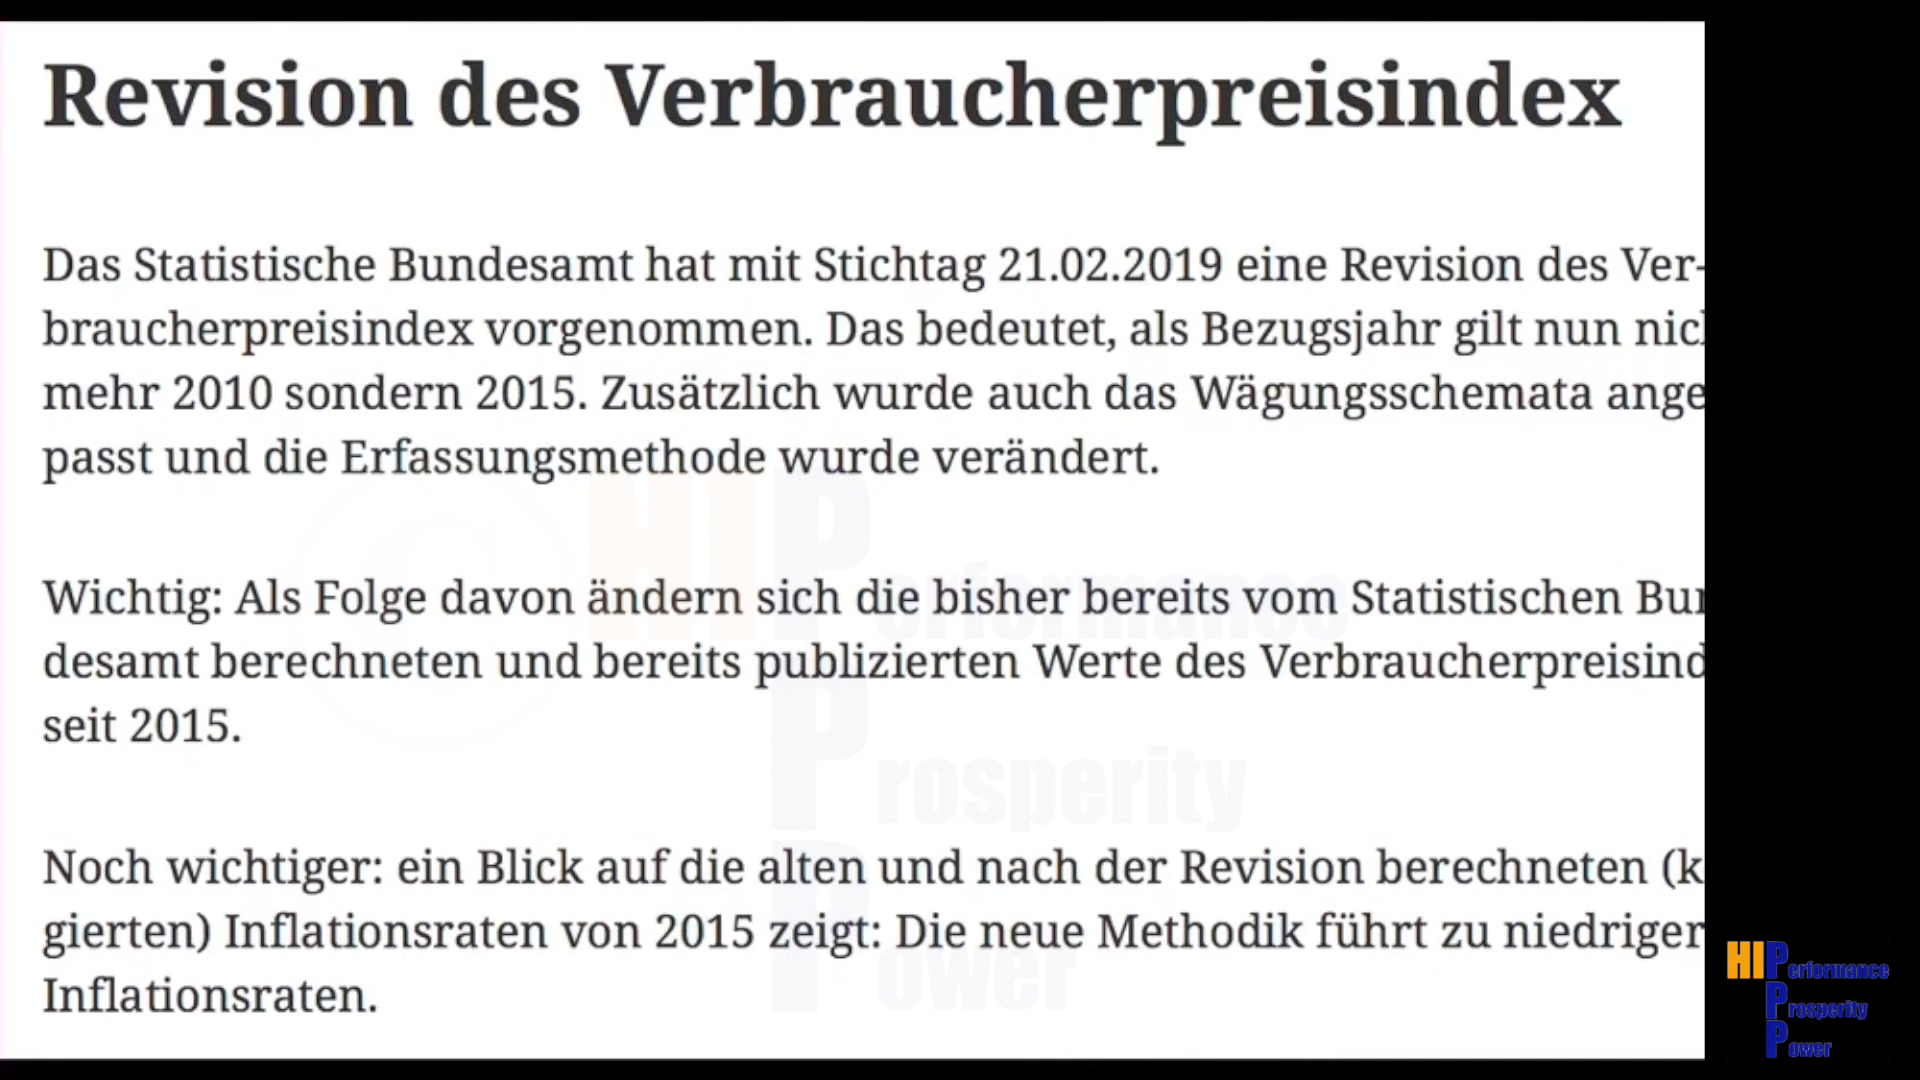 Revision des Verbraucherpreisindex
Das Statistische Bundesamt hat mit Stichtag 21.02.2019 eine Revision des Ver-
braucherpreisindex vorgenommen. Das bedeutet, als Bezugsjahr gilt nun nic
mehr 2010 sondern 2015. Zusätzlich wurde auch das Wägungsschemata ange
passt und die Erfassungsmethode wurde verändert.
Wichtig: Als Folge davon ändern sich die bisher bereits vom Statistischen Bu
desamt berechneten und bereits publizierten Werte des Verbraucherpreisind
seit 2015.
Noch wichtiger: ein Blick auf die alten und nach der Revision berechneten (k
gierten) Inflationsraten von 2015 zeigt: Die neue Methodik führt zu niedriger
Inflationsraten.
HIPerformance
Prosperity
Power
HIPerformance
Prosperity
Power